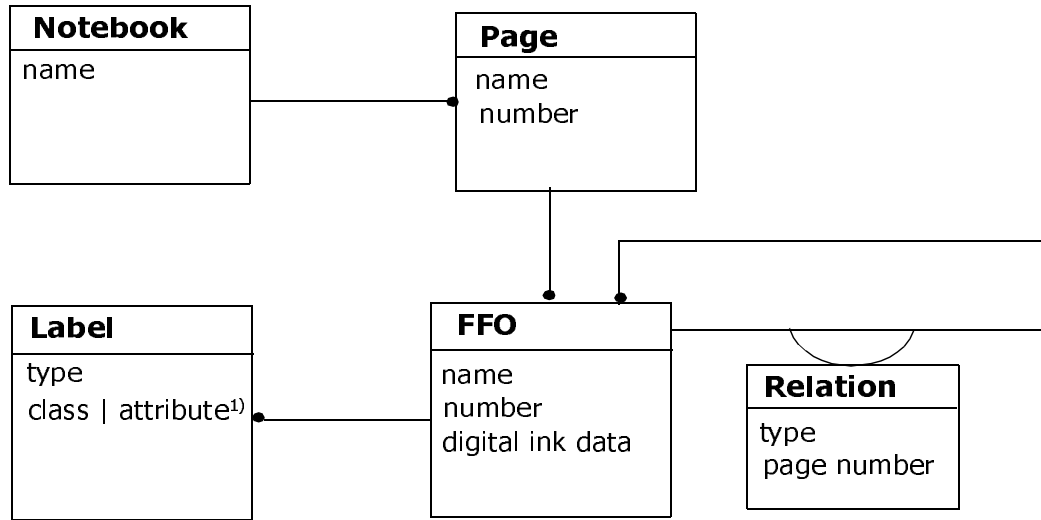 Notebook
name
Page
name
number
Label
type
class | attribute¹⁾
FFO
name
number
digital ink data
Relation
type
page number